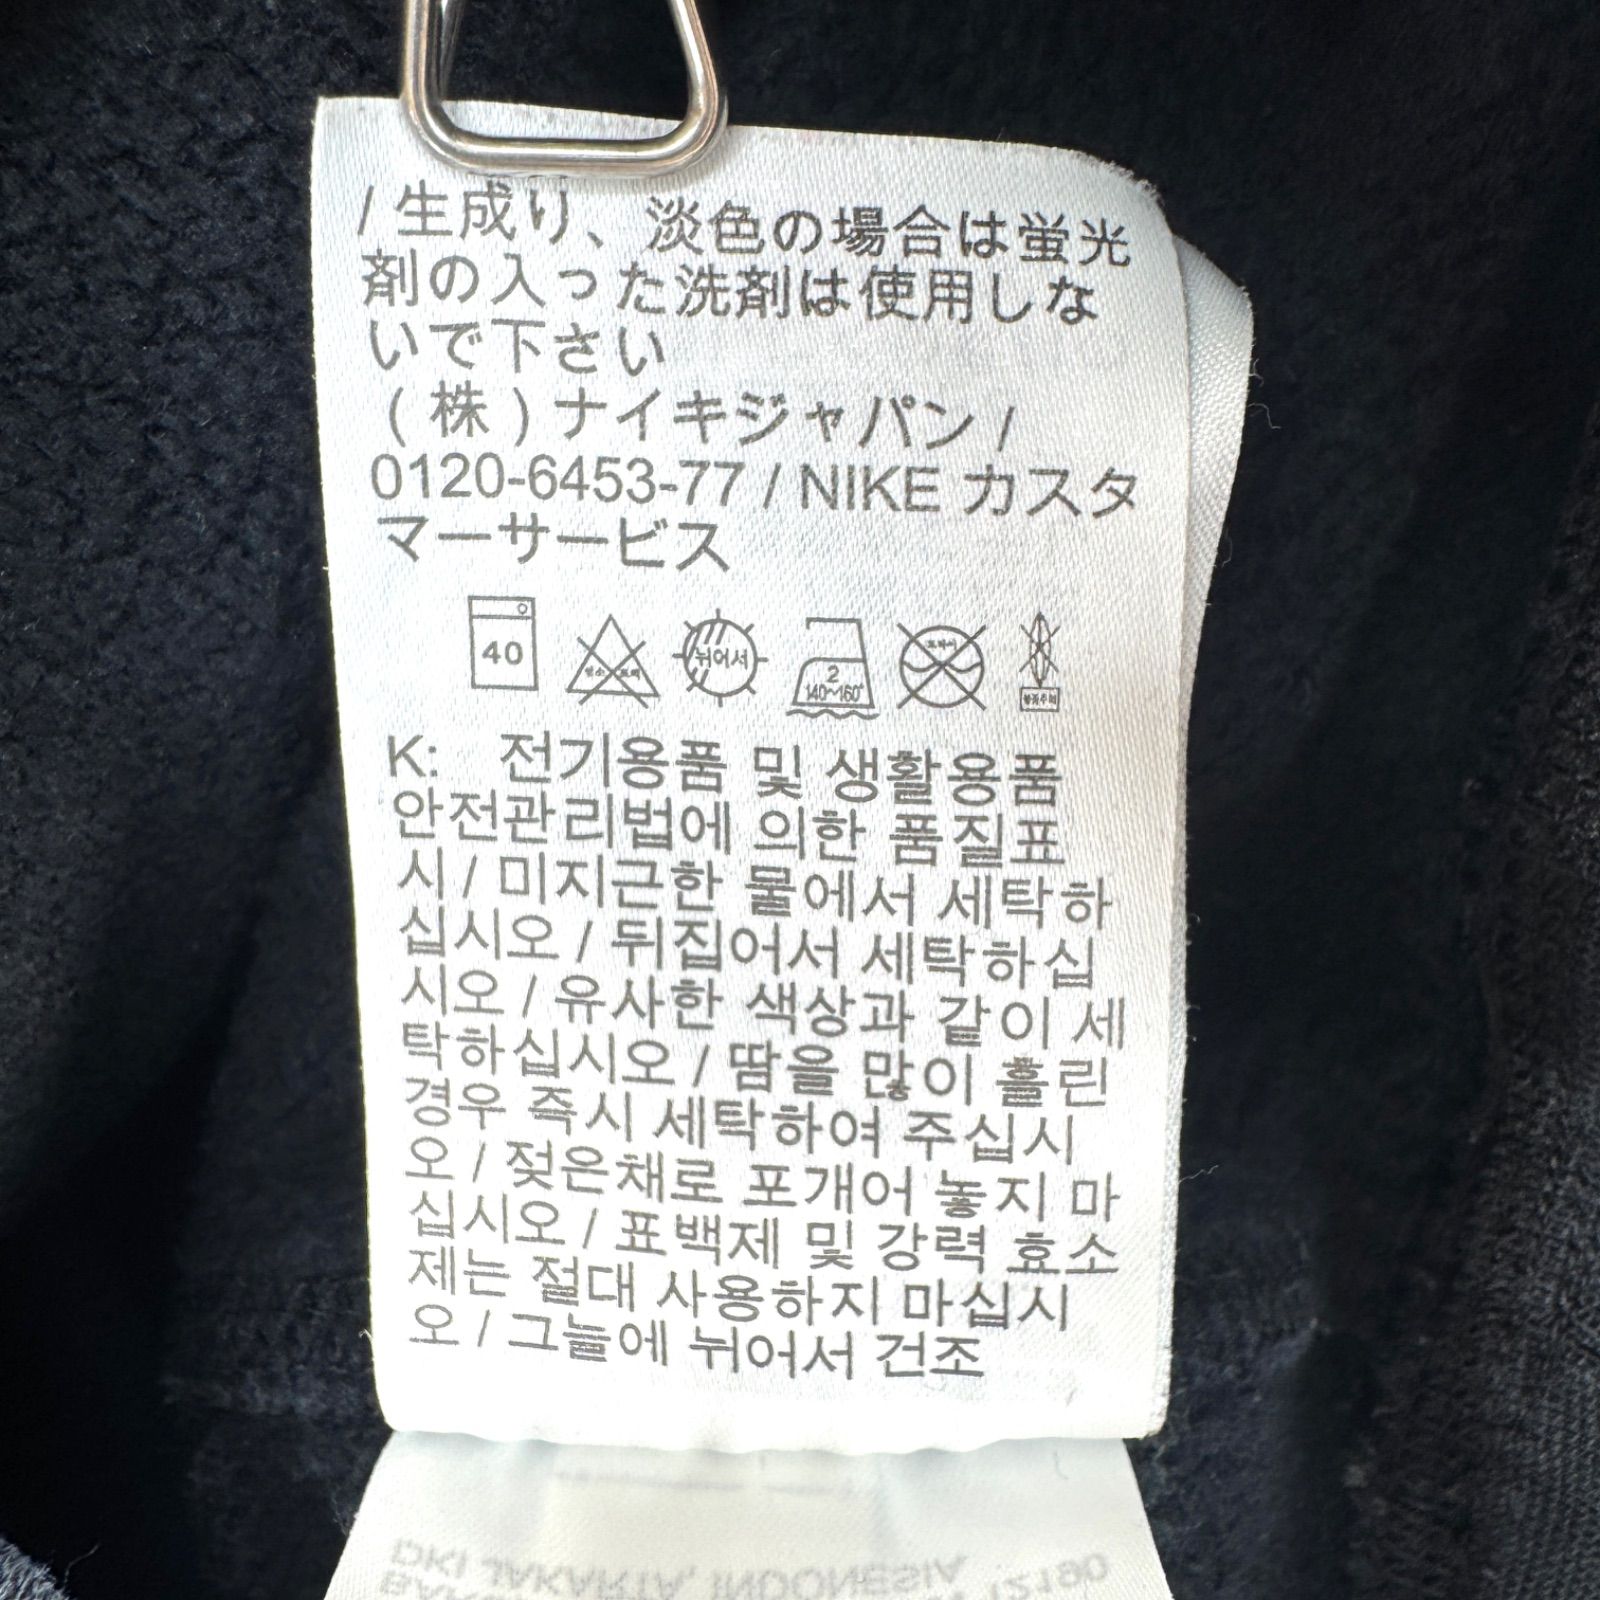 / 生成り、淡色の場合は蛍光
剤の入った洗剤は使用しな
いで下さい
(株)ナイキジャパン /
0120-6453-77 / NIKE カスタ
マーサービス
40
뉘어서
2
140~160°
K: 전기용품 및 생활용품
안전관리법에 의한 품질표
시 / 미지근한 물에서 세탁하
십시오 / 뒤집어서 세탁하십
시오 / 유사한 색상과 같이 세
탁하십시오 / 땀을 많이 흘린
경우 즉시 세탁하여 주십시
오 / 젖은채로 포개어 놓지 마
십시오 / 표백제 및 강력 효소
제는 절대 사용하지 마십시
오 / 그늘에 뉘어서 건조
DKI JAKARTA, INDONESIA
12190